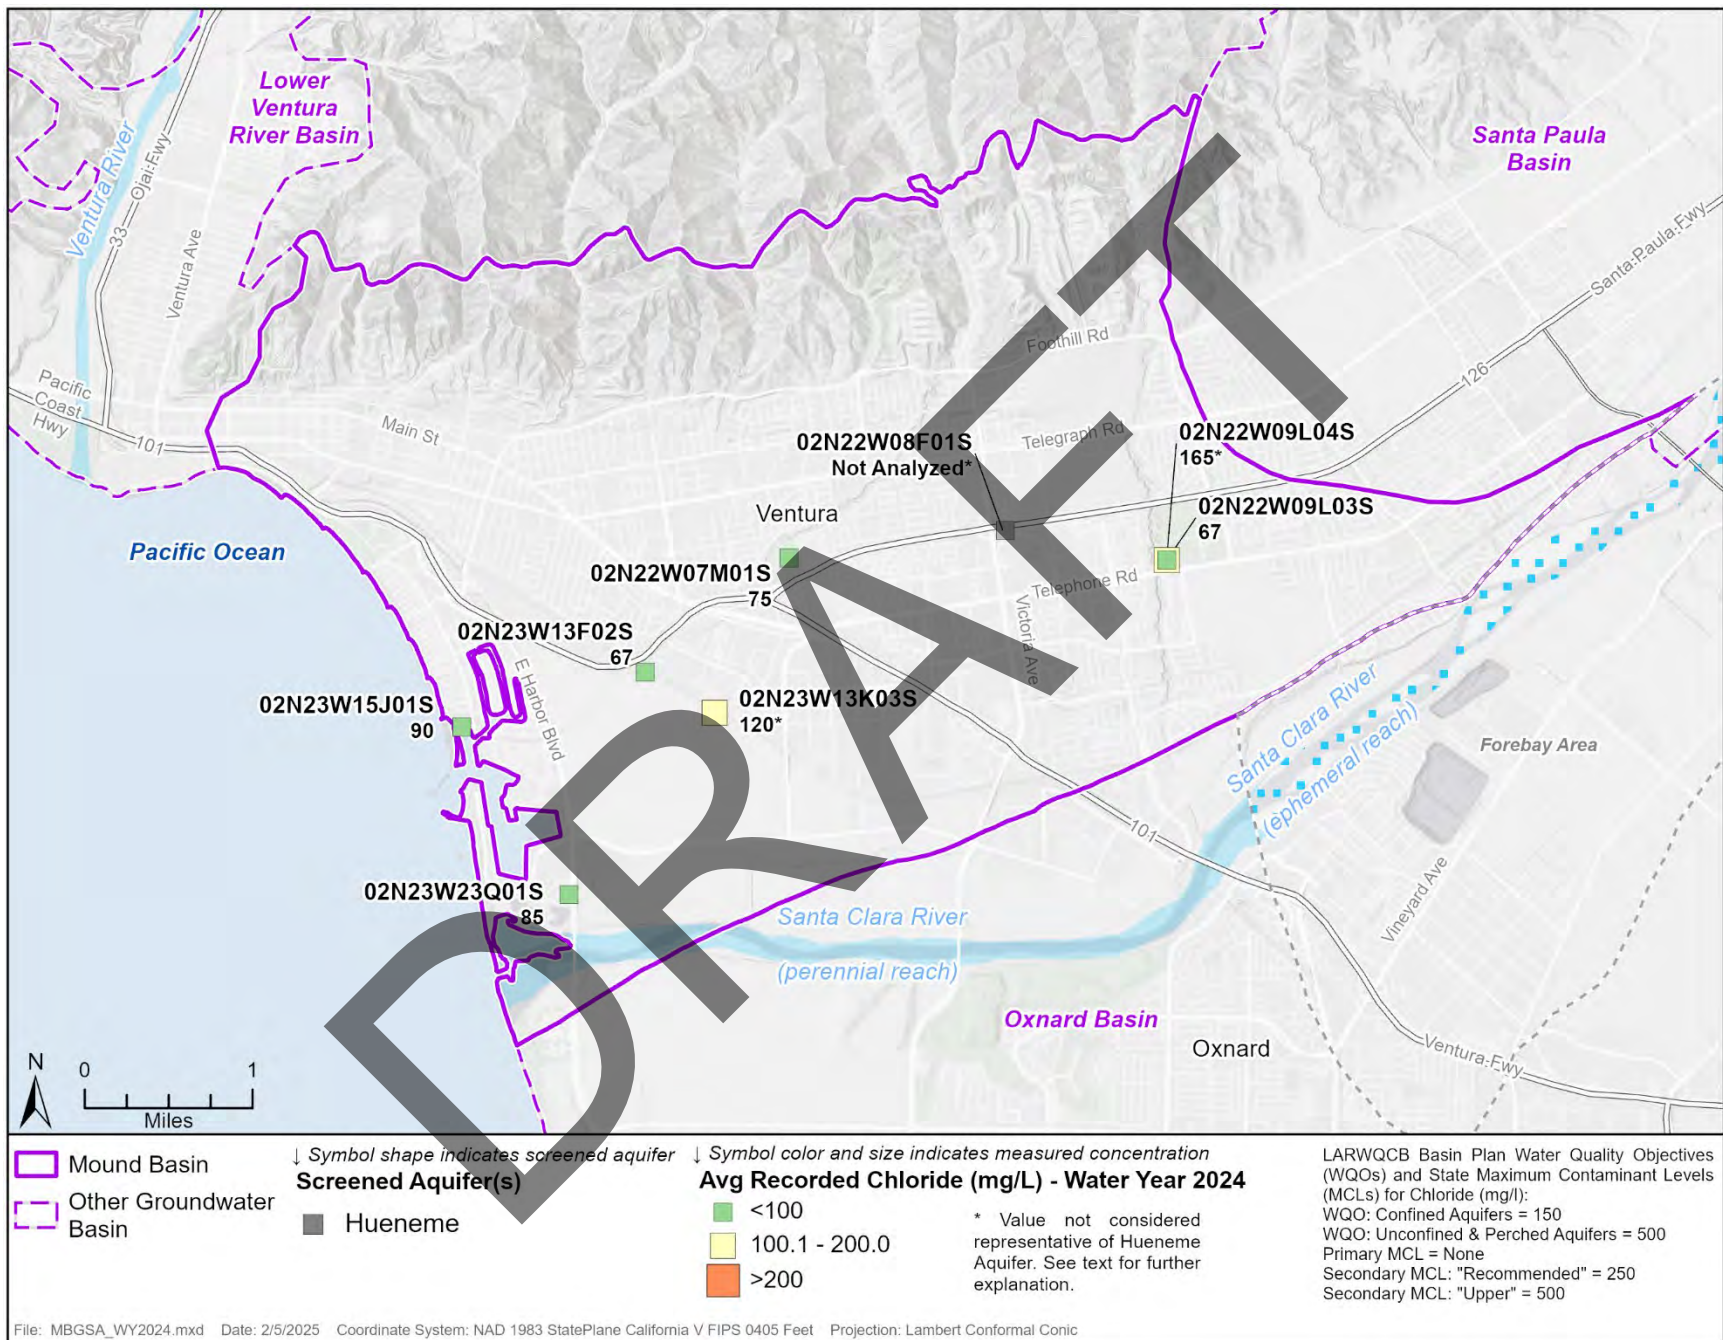 Lower
Ventura
River Basin
Santa Paula
Basin
Ventura River
33
Ojai Fwy
Ventura Ave
Santa Paula Fwy
126
Foothill Rd
Pacific
Coast
Hwy
101
Main St
Telegraph Rd
02N22W08F01S
Not Analyzed*
02N22W09L04S
165*
02N22W09L03S
67
Ventura
Pacific Ocean
02N22W07M01S
75
Telephone Rd
Victoria Ave
02N23W13F02S
67
E Harbor Blvd
02N23W15J01S
90
02N23W13K03S
120*
Santa Clara River
(ephemeral reach)
Forebay Area
101
Vineyard Ave
02N23W23Q01S
85
Santa Clara River
(perennial reach)
Oxnard Basin
Oxnard
Ventura Fwy
DRAFT
N
0 1
Miles
Mound Basin
Other Groundwater
Basin
↓ Symbol shape indicates screened aquifer
Screened Aquifer(s)
Hueneme
↓ Symbol color and size indicates measured concentration
Avg Recorded Chloride (mg/L) - Water Year 2024
<100
100.1 - 200.0
>200
* Value not considered
representative of Hueneme
Aquifer. See text for further
explanation.
LARWQCB Basin Plan Water Quality Objectives
(WQOs) and State Maximum Contaminant Levels
(MCLs) for Chloride (mg/l):
WQO: Confined Aquifers = 150
WQO: Unconfined & Perched Aquifers = 500
Primary MCL = None
Secondary MCL: "Recommended" = 250
Secondary MCL: "Upper" = 500
File: MBGSA_WY2024.mxd Date: 2/5/2025 Coordinate System: NAD 1983 StatePlane California V FIPS 0405 Feet Projection: Lambert Conformal Conic